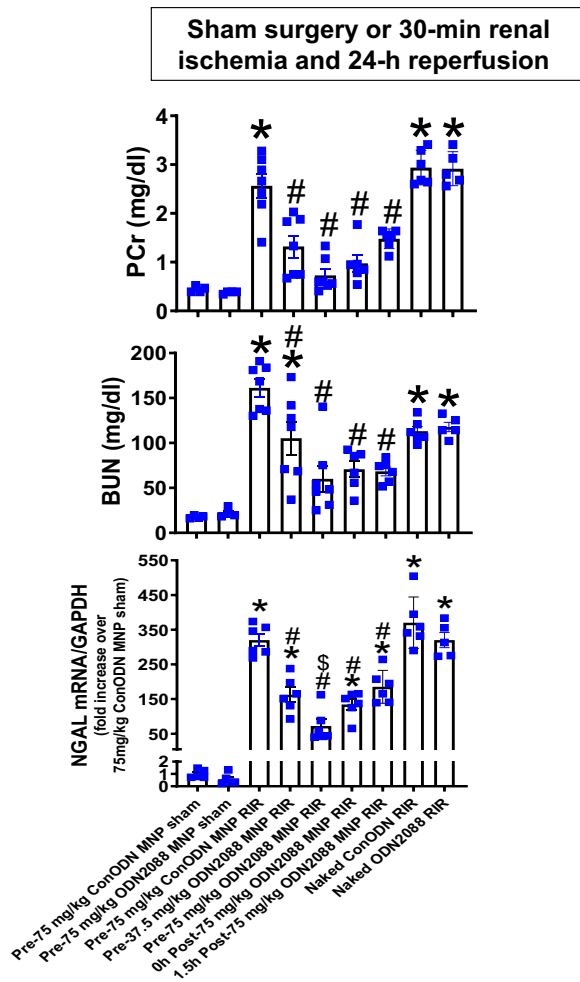 Sham surgery or 30-min renal
ischemia and 24-h reperfusion
PCr (mg/dl)
4
3
2
1
0
*
#
#
#
#
*
*
BUN (mg/dl)
200
150
100
50
0
*
#
*
#
#
#
*
*
NGAL mRNA/GAPDH
(fold increase over
75mg/kg ConODN MNP sham)
550
450
350
250
150
50
2
1
0
*
#
*
$
#
#
*
#
*
*
*
Pre-75 mg/kg ConODN MNP sham
Pre-75 mg/kg ODN2088 MNP sham
Pre-75 mg/kg ConODN MNP RIR
Pre-37.5 mg/kg ODN2088 MNP RIR
Pre-75 mg/kg ODN2088 MNP RIR
0h Post-75 mg/kg ODN2088 MNP RIR
1.5h Post-75 mg/kg ODN2088 MNP RIR
Naked ConODN RIR
Naked ODN2088 RIR